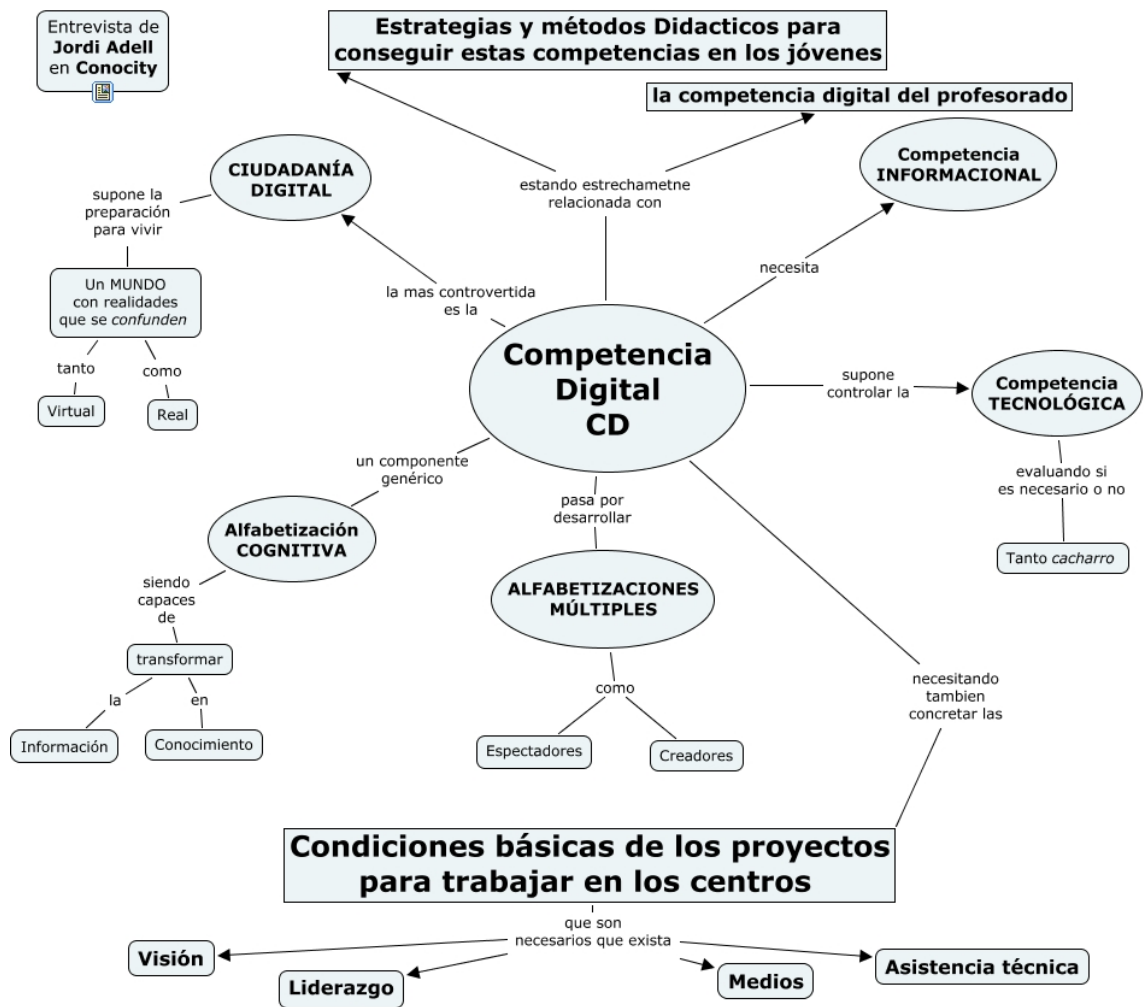 Entrevista de
Jordi Adell
en Conocity
Estrategias y métodos Didacticos para
conseguir estas competencias en los jóvenes
la competencia digital del profesorado
estando estrechametne
relacionada con
CIUDADANÍA
DIGITAL
Competencia
INFORMACIONAL
supone la
preparación
para vivir
necesita
Un MUNDO
con realidades
que se confunden
la mas controvertida
es la
tanto
como
Virtual
Real
Competencia
Digital
CD
supone
controlar la
Competencia
TECNOLÓGICA
evaluando si
es necesario o no
Tanto cacharro
un componente
genérico
Alfabetización
COGNITIVA
siendo
capaces
de
transformar
la
en
Información
Conocimiento
pasa por
desarrollar
ALFABETIZACIONES
MÚLTIPLES
como
Espectadores
Creadores
necesitando
tambien
concretar las
Condiciones básicas de los proyectos
para trabajar en los centros
que son
necesarios que exista
Visión
Liderazgo
Medios
Asistencia técnica